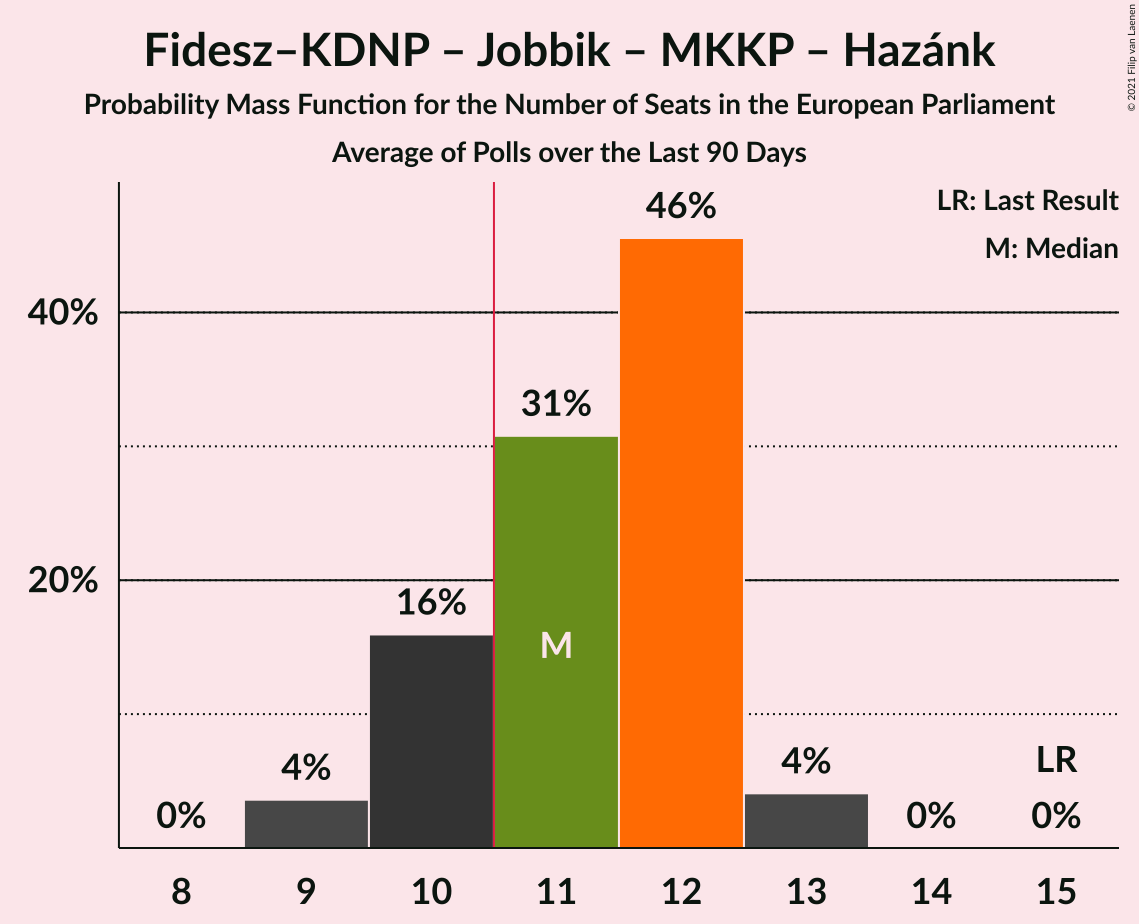 Fidesz–KDNP – Jobbik – MKKP – Hazánk
Probability Mass Function for the Number of Seats in the European Parliament
Average of Polls over the Last 90 Days
© 2021 Filip van Laenen
LR: Last Result
M: Median
46%
40%
31%
20%
16%
M
4%
4%
LR
0%
0%
0%
8 9 10 11 12 13 14 15